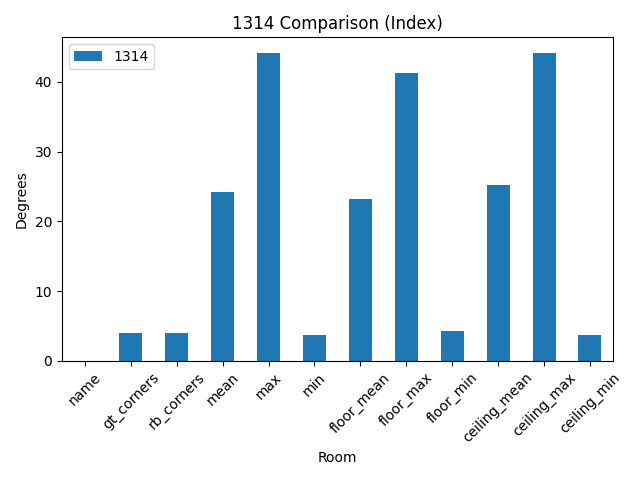 1314 Comparison (Index)
1314
Degrees
40
30
20
10
0
name
gt_corners
rb_corners
mean
max
min
floor_mean
floor_max
floor_min
ceiling_mean
ceiling_max
ceiling_min
Room